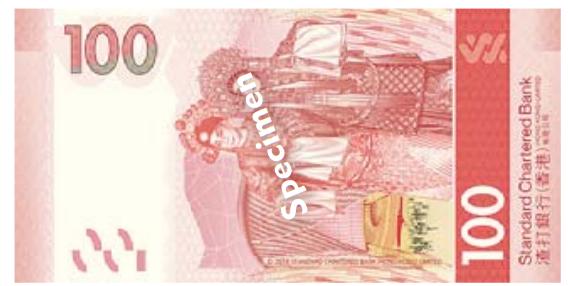 100
Specimen
© 2018 STANDARD CHARTERED BANK (HONG KONG) LIMITED
100
Standard Chartered Bank
(HONG KONG) LIMITED
渣打銀行(香港)有限公司